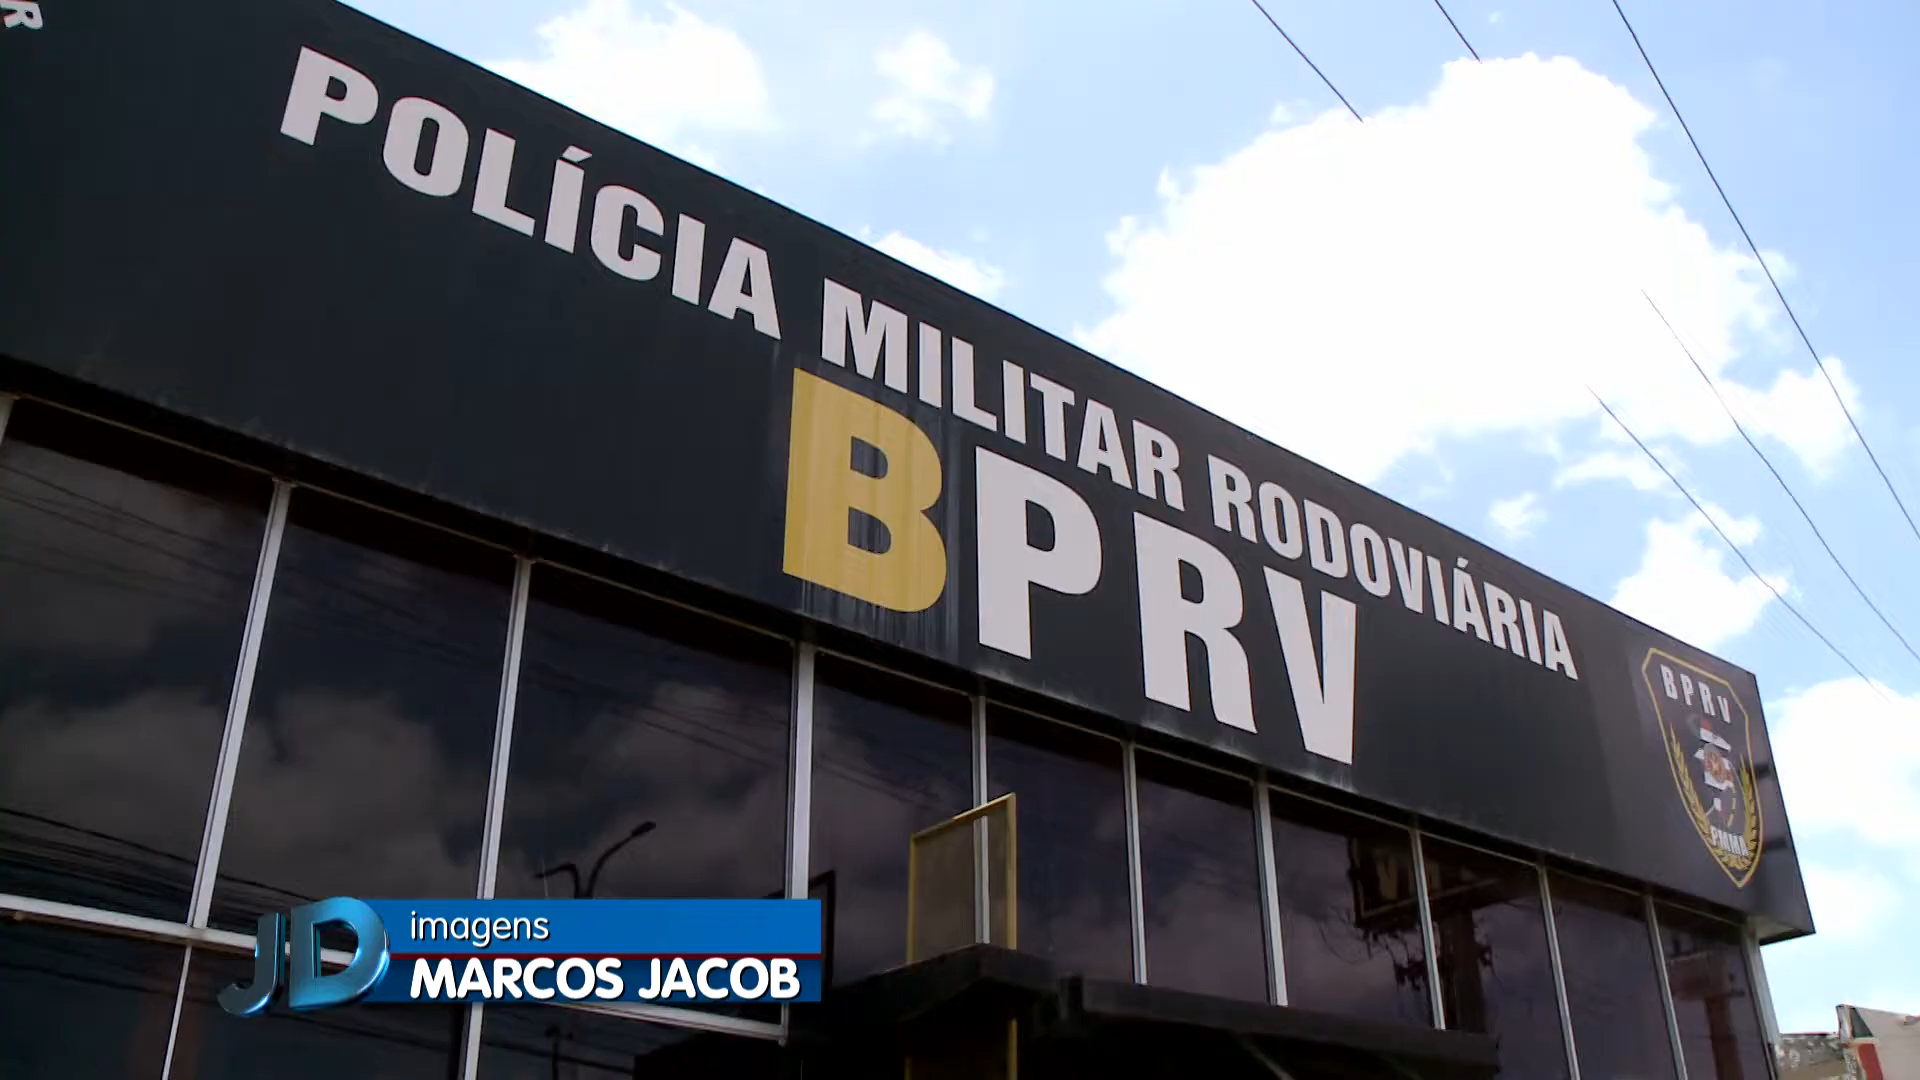 R
POLÍCIA MILITAR RODOVIÁRIA
BPRV
BPRV
PMMA
JD
imagens
MARCOS JACOB